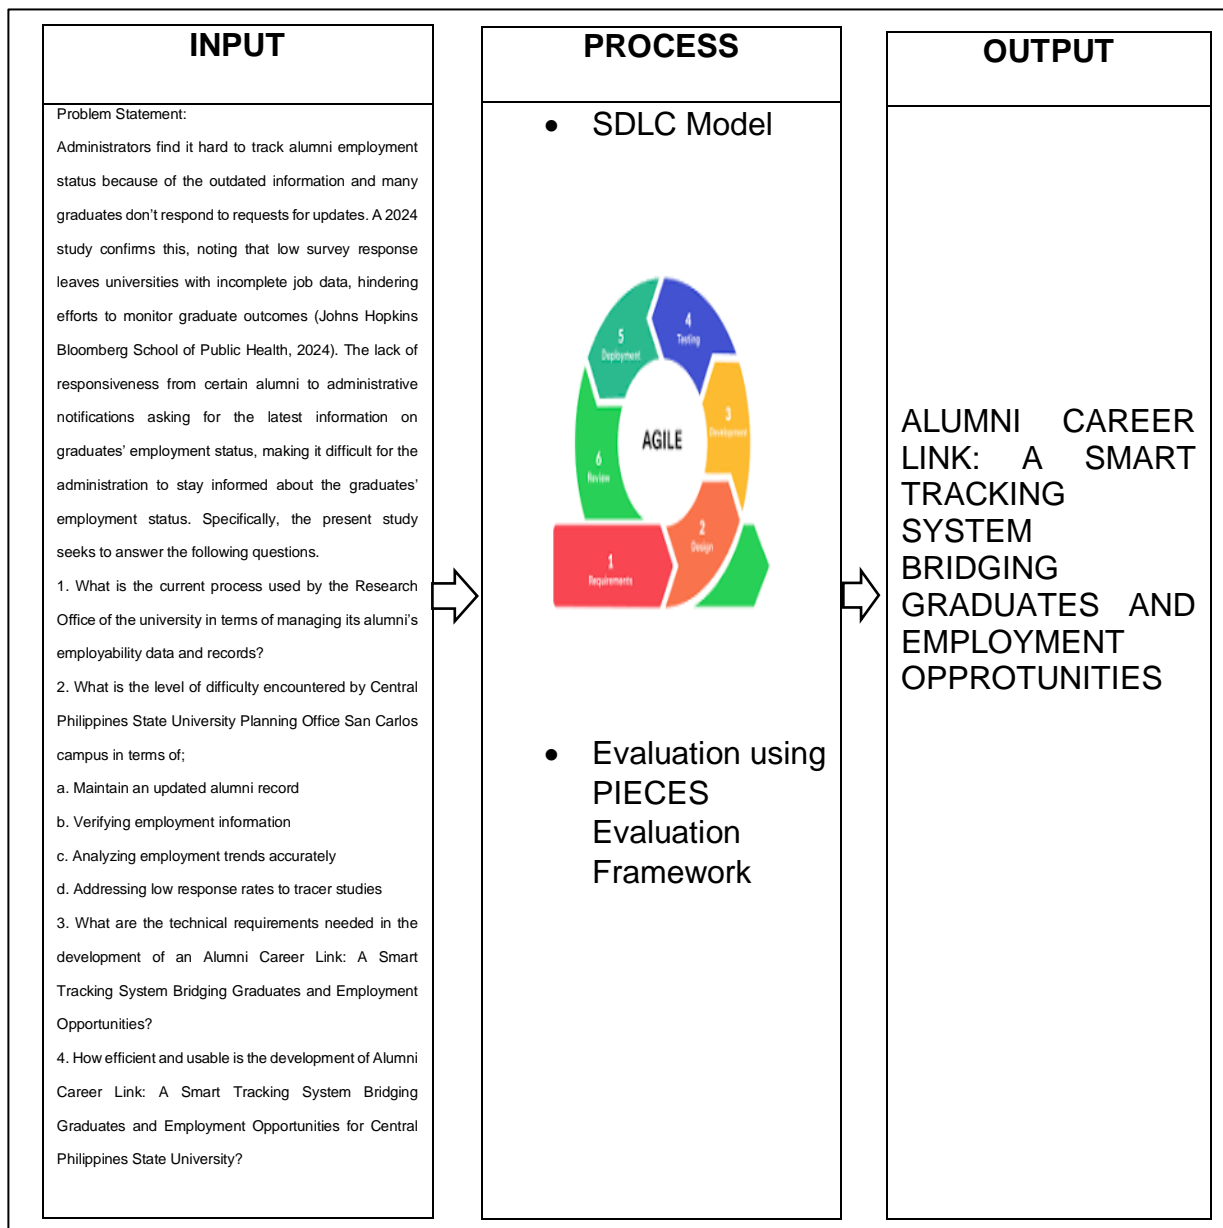 INPUT
Problem Statement:
Administrators find it hard to track alumni employment
status because of the outdated information and many
graduates don’t respond to requests for updates. A 2024
study confirms this, noting that low survey response
leaves universities with incomplete job data, hindering
efforts to monitor graduate outcomes (Johns Hopkins
Bloomberg School of Public Health, 2024). The lack of
responsiveness from certain alumni to administrative
notifications asking for the latest information on
graduates’ employment status, making it difficult for the
administration to stay informed about the graduates’
employment status. Specifically, the present study
seeks to answer the following questions.
1. What is the current process used by the Research
Office of the university in terms of managing its alumni’s
employability data and records?
2. What is the level of difficulty encountered by Central
Philippines State University Planning Office San Carlos
campus in terms of;
a. Maintain an updated alumni record
b. Verifying employment information
c. Analyzing employment trends accurately
d. Addressing low response rates to tracer studies
3. What are the technical requirements needed in the
development of an Alumni Career Link: A Smart
Tracking System Bridging Graduates and Employment
Opportunities?
4. How efficient and usable is the development of Alumni
Career Link: A Smart Tracking System Bridging
Graduates and Employment Opportunities for Central
Philippines State University?
PROCESS
• SDLC Model
AGILE
1
Requirements
2
Design
3
Development
4
Testing
5
Deployment
6
Review
• Evaluation using
PIECES
Evaluation
Framework
OUTPUT
ALUMNI CAREER
LINK: A SMART
TRACKING
SYSTEM
BRIDGING
GRADUATES AND
EMPLOYMENT
OPPROTUNITIES